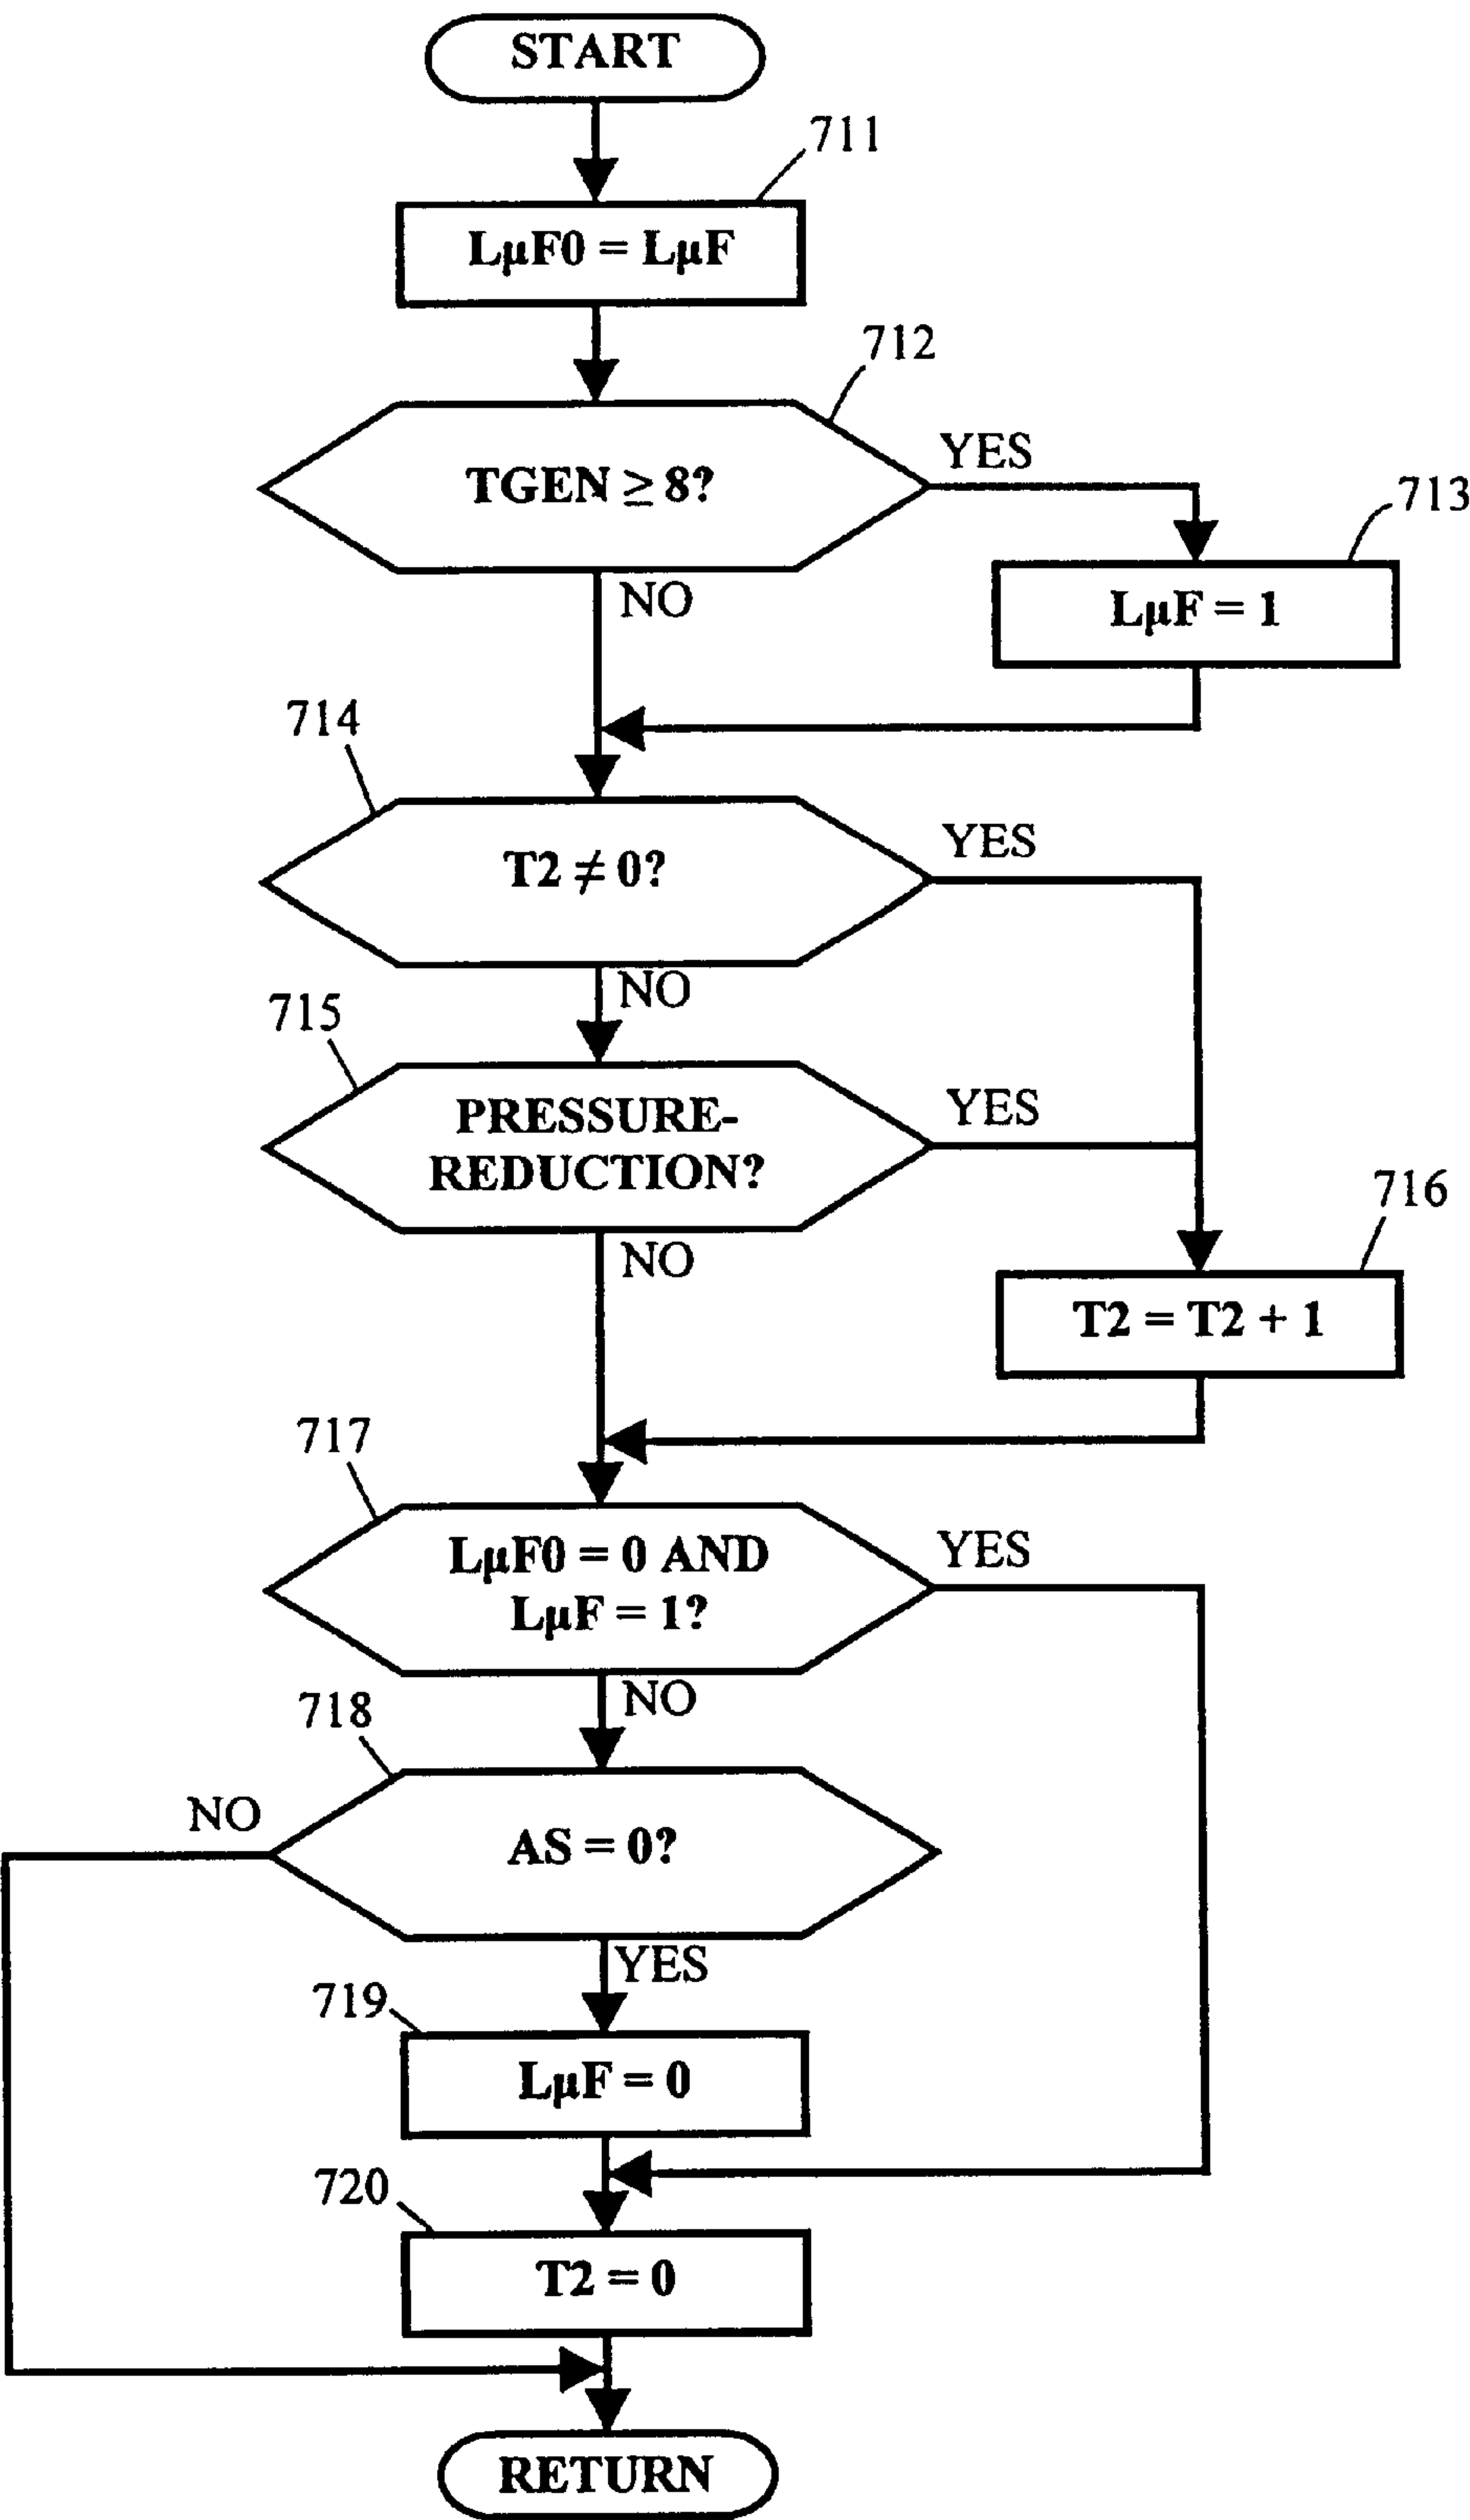 START
711
LµF0 = LµF
712
TGEN ≥ 8?
YES
713
LµF = 1
NO
714
T2 ≠ 0?
YES
NO
715
PRESSURE-
REDUCTION?
YES
716
T2 = T2 + 1
NO
717
LµF0 = 0 AND
LµF = 1?
YES
NO
718
NO
AS = 0?
YES
719
LµF = 0
720
T2 = 0
RETURN